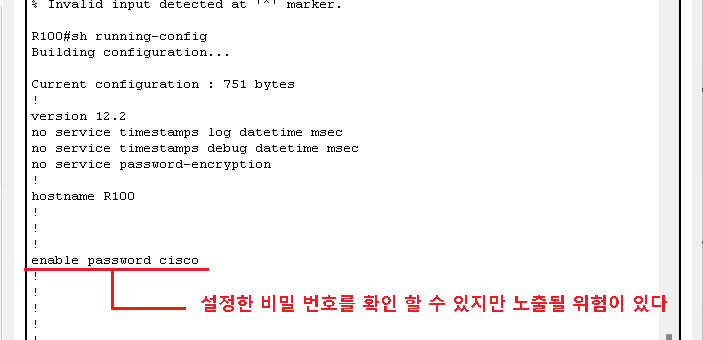 % Invalid input detected at '^' marker.
R100#sh running-config
Building configuration...
Current configuration : 751 bytes
!
version 12.2
no service timestamps log datetime msec
no service timestamps debug datetime msec
no service password-encryption
!
hostname R100
!
!
!
enable password cisco
!
!
설정한 비밀 번호를 확인 할 수 있지만 노출될 위험이 있다
!
!
!